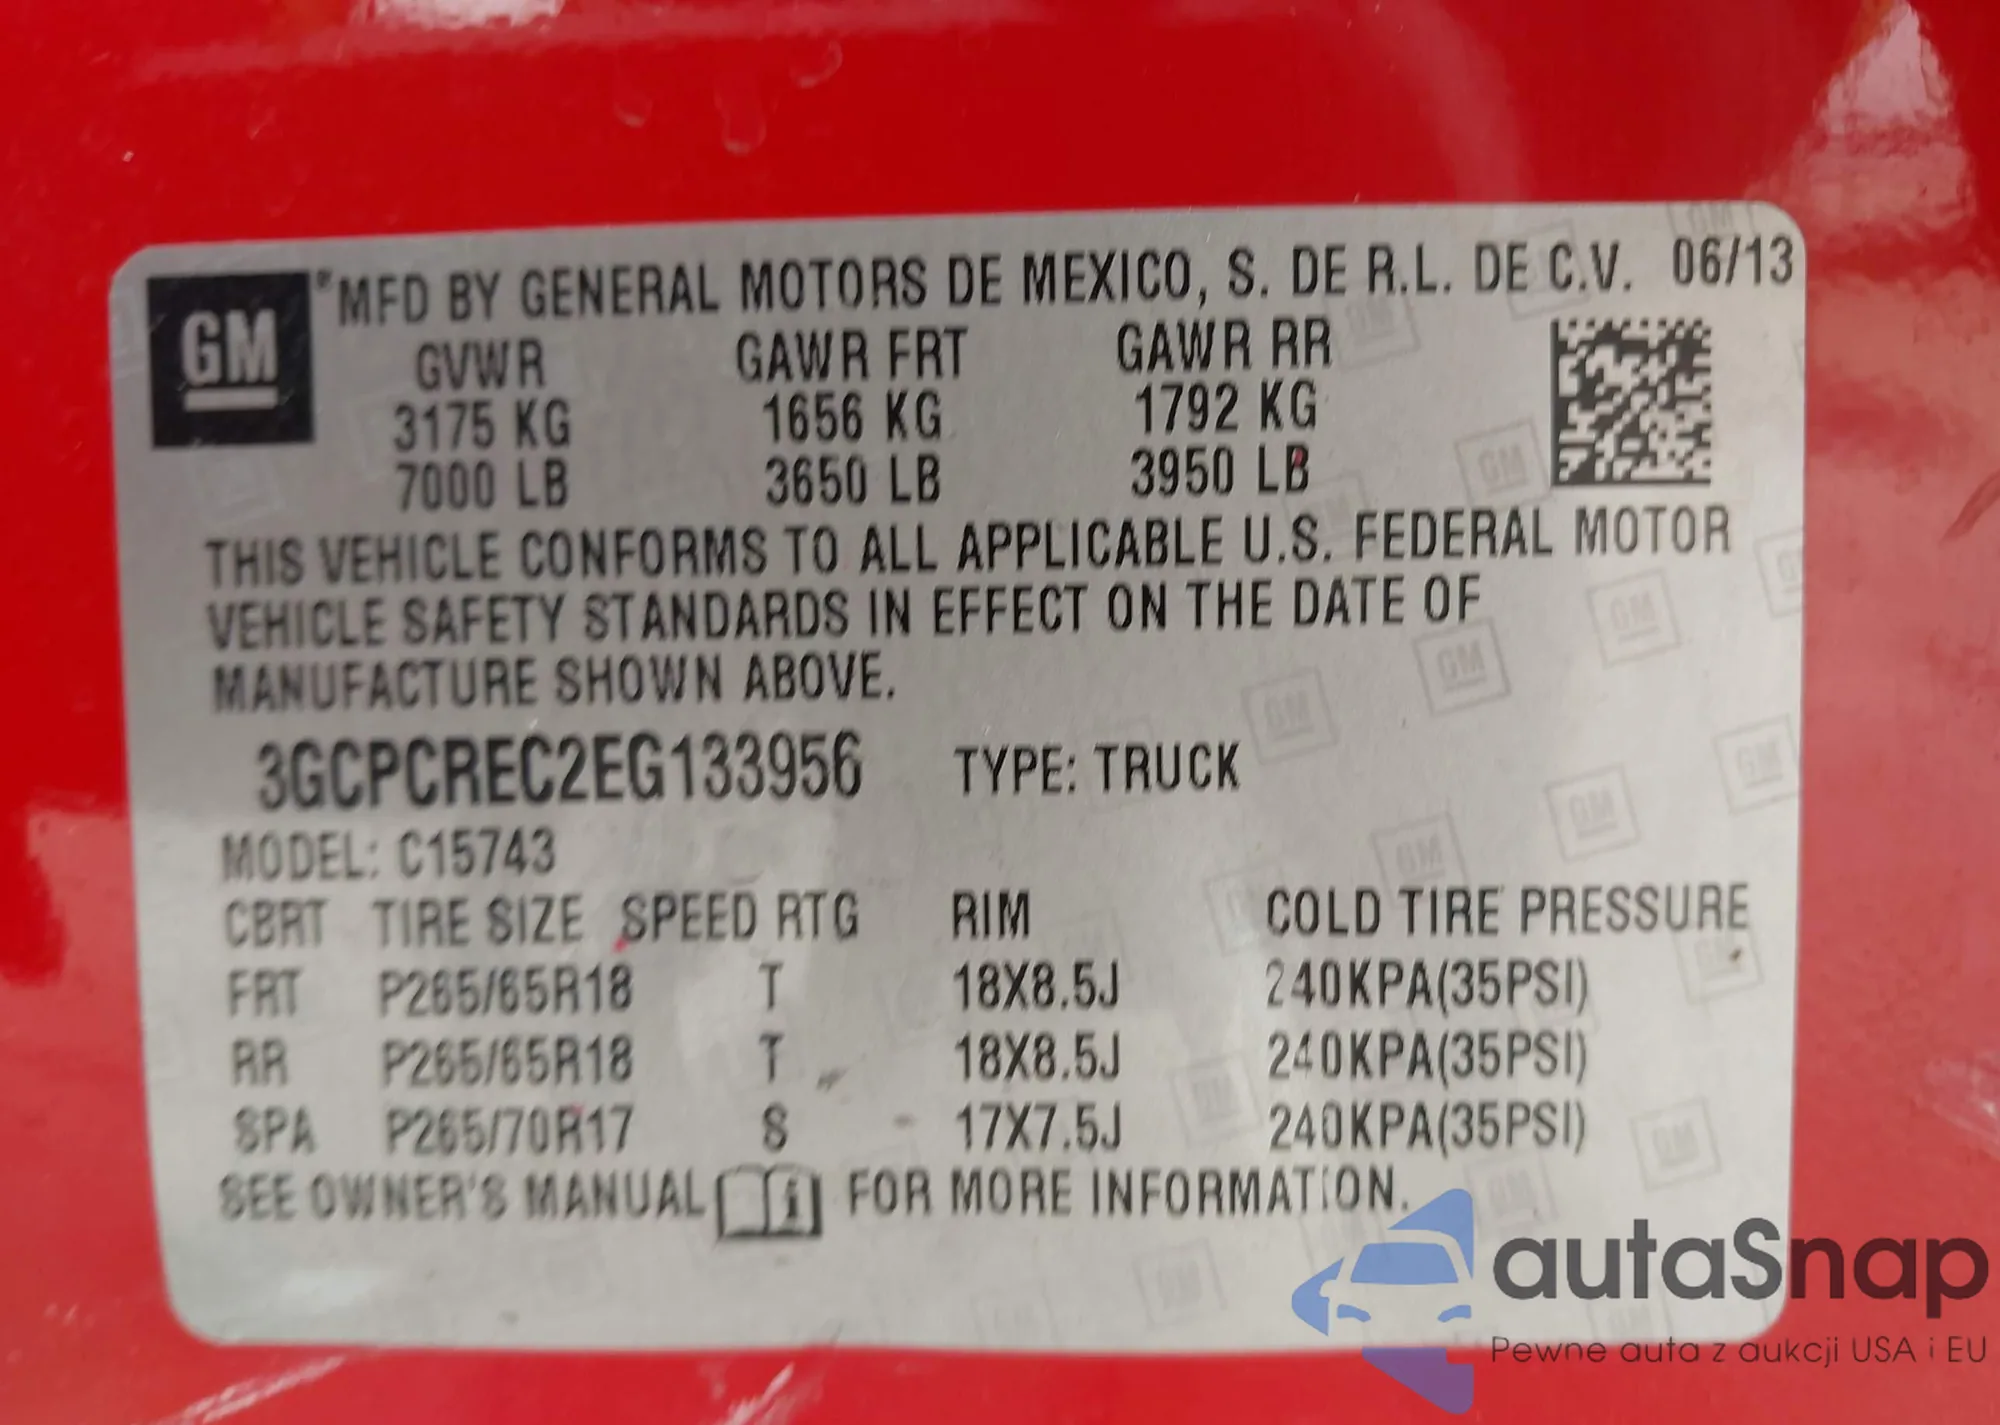 GM
®MFD BY GENERAL MOTORS DE MEXICO, S. DE R.L. DE C.V. 06/13
GVWR GAWR FRT GAWR RR
3175 KG 1656 KG 1792 KG
7000 LB 3650 LB 3950 LB
THIS VEHICLE CONFORMS TO ALL APPLICABLE U.S. FEDERAL MOTOR
VEHICLE SAFETY STANDARDS IN EFFECT ON THE DATE OF
MANUFACTURE SHOWN ABOVE.
3GCPCREC2EG133956 TYPE: TRUCK
MODEL: C15743
CBRT TIRE SIZE SPEED RTG RIM COLD TIRE PRESSURE
FRT P265/65R18 T 18X8.5J 240KPA(35PSI)
RR P265/65R18 T 18X8.5J 240KPA(35PSI)
SPA P265/70R17 S 17X7.5J 240KPA(35PSI)
SEE OWNER'S MANUAL FOR MORE INFORMATION.
autaSnap
Pewne auta z aukcji USA i EU